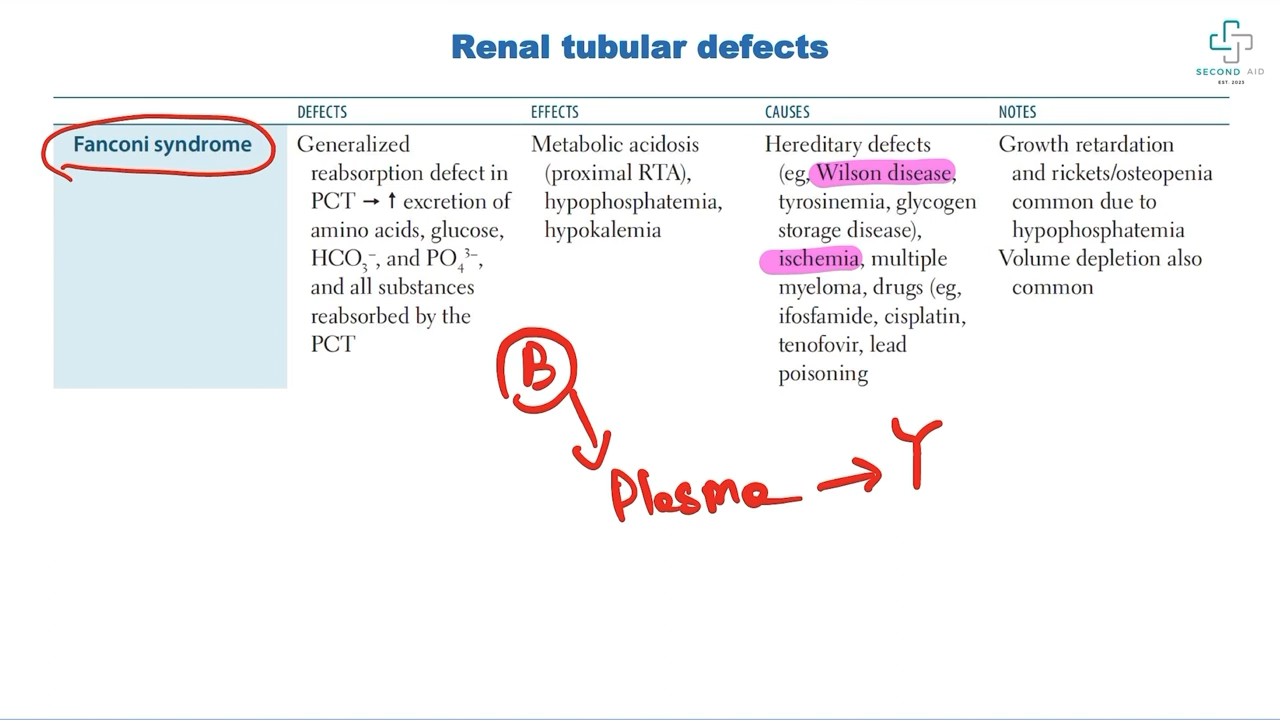 Renal tubular defects
SECOND AID
EST. 2023
DEFECTS EFFECTS CAUSES NOTES
Fanconi syndrome
Generalized
reabsorption defect in
PCT → ↑ excretion of
amino acids, glucose,
HCO₃⁻, and PO₄³⁻,
and all substances
reabsorbed by the
PCT
Metabolic acidosis
(proximal RTA),
hypophosphatemia,
hypokalemia
Hereditary defects
(eg, Wilson disease,
tyrosinemia, glycogen
storage disease),
ischemia, multiple
myeloma, drugs (eg,
ifosfamide, cisplatin,
tenofovir, lead
poisoning
Growth retardation
and rickets/osteopenia
common due to
hypophosphatemia
Volume depletion also
common
B
Plasma → Y